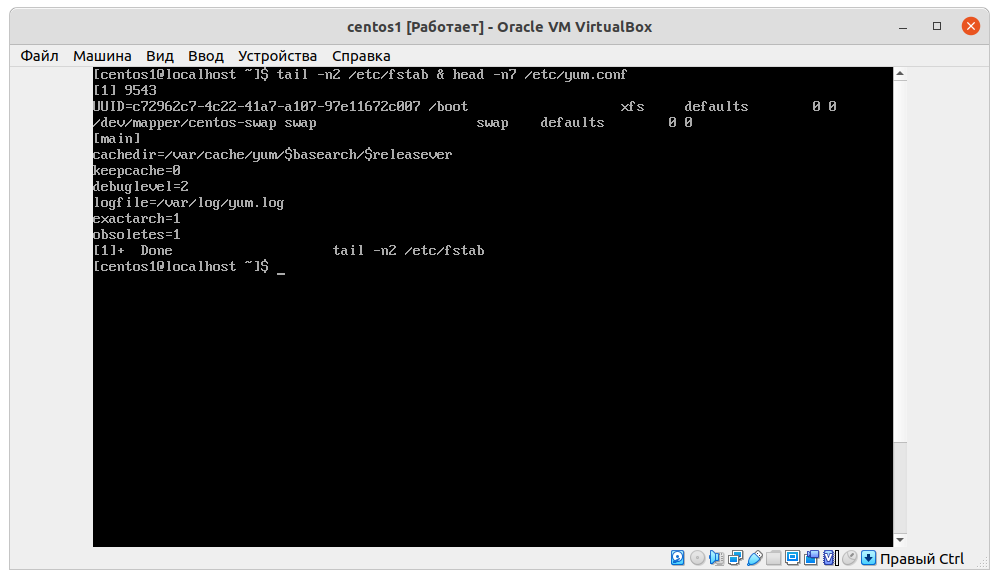 centos1 [Работает] - Oracle VM VirtualBox
Файл Машина Вид Ввод Устройства Справка
[centos1@localhost ~]$ tail -n2 /etc/fstab & head -n7 /etc/yum.conf
[1] 9543
UUID=c72962c7-4c22-41a7-a107-97e11672c007 /boot                   xfs     defaults        0 0
/dev/mapper/centos-swap swap                    swap    defaults        0 0
[main]
cachedir=/var/cache/yum/$basearch/$releasever
keepcache=0
debuglevel=2
logfile=/var/log/yum.log
exactarch=1
obsoletes=1
[1]+  Done                    tail -n2 /etc/fstab
[centos1@localhost ~]$ _
Правый Ctrl